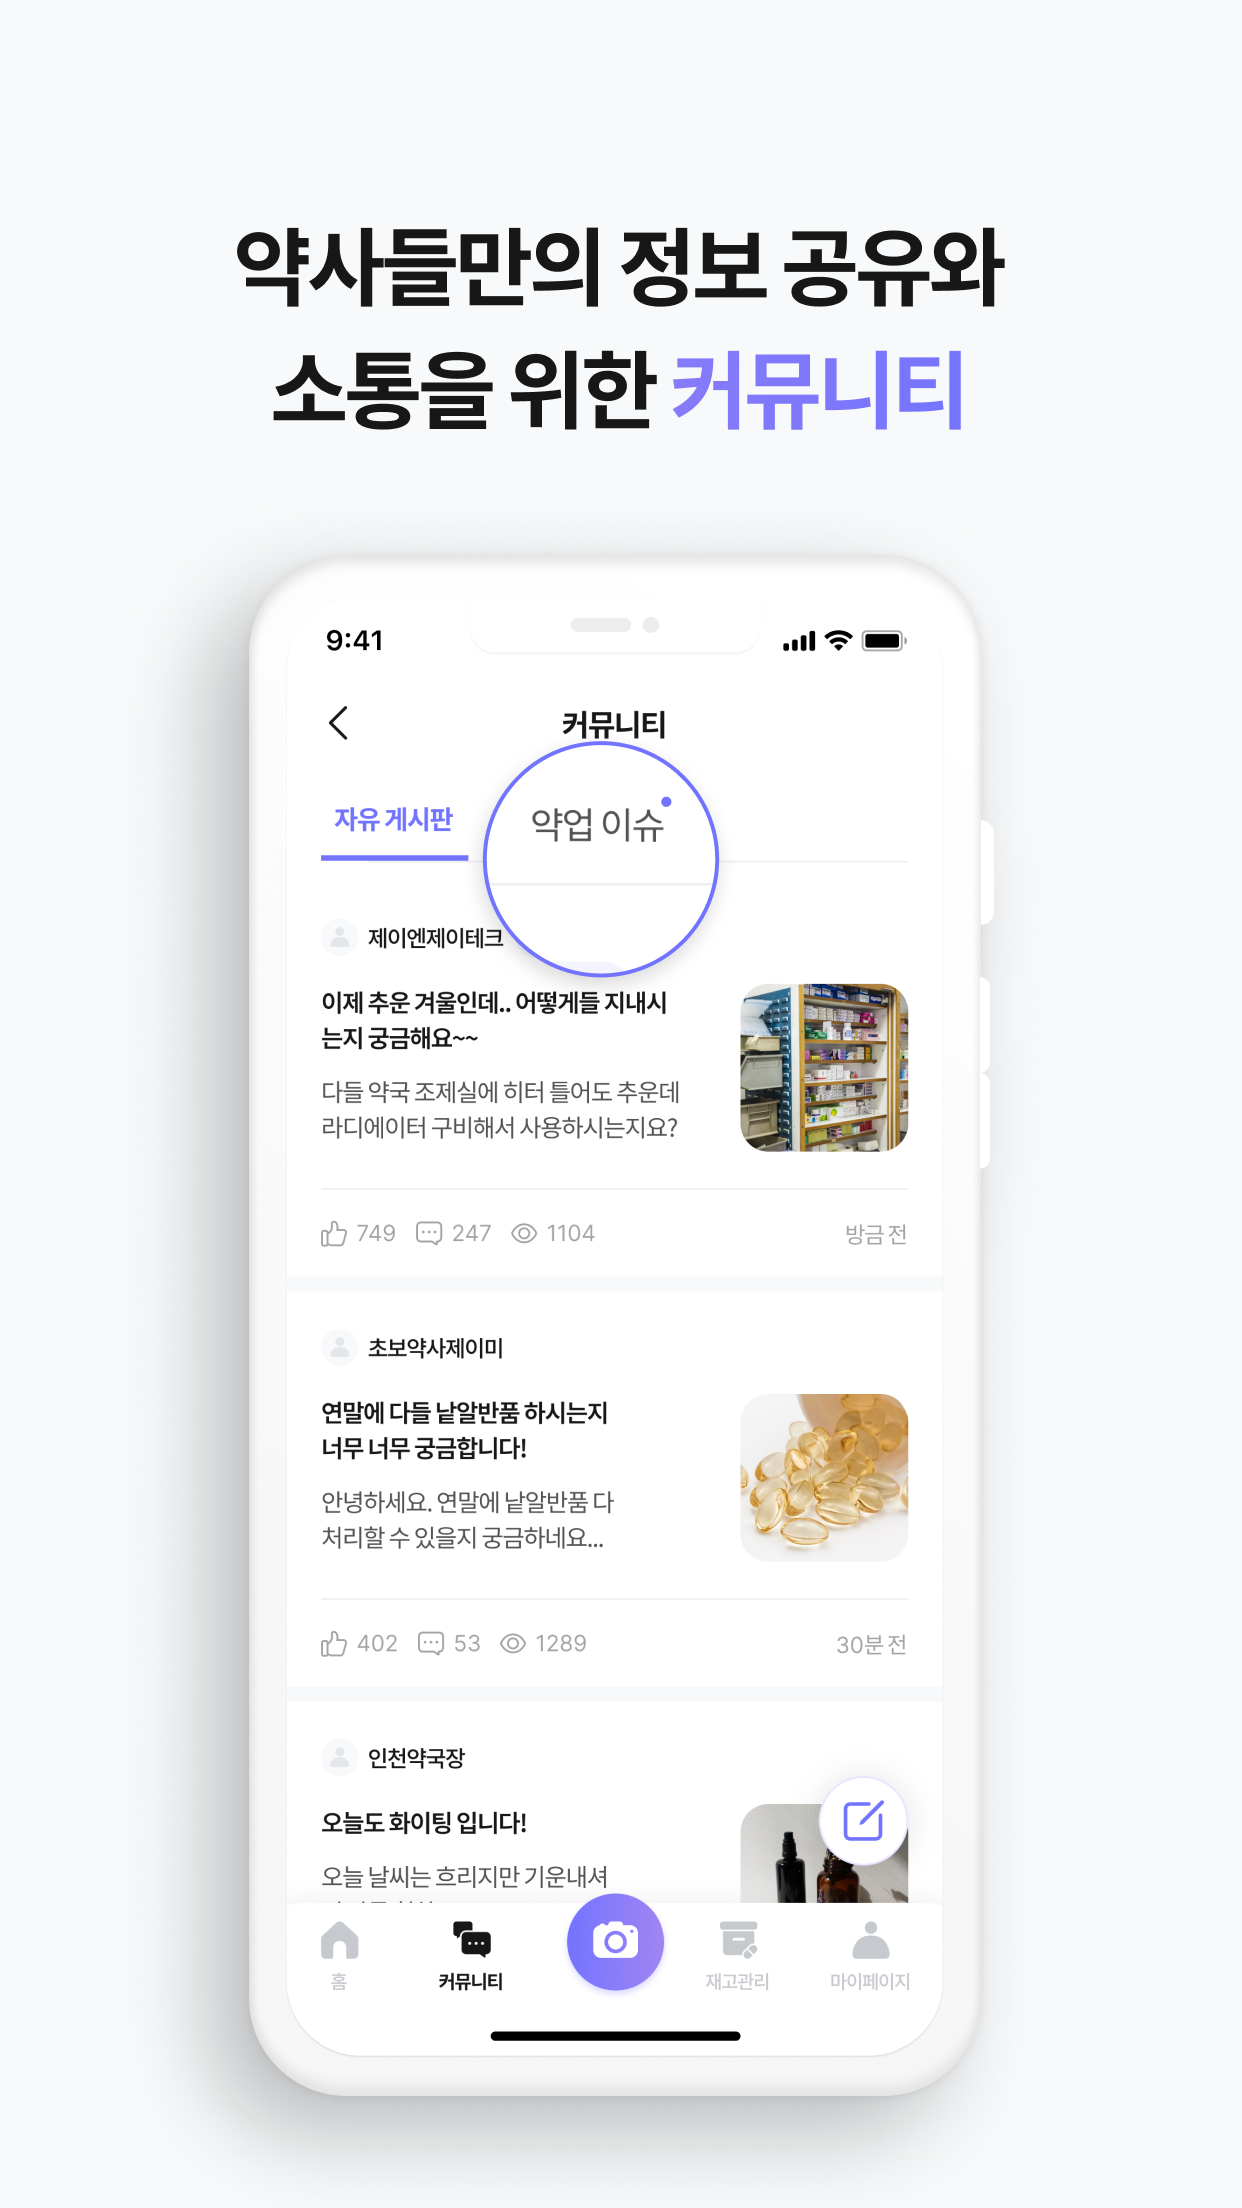 약사들만의 정보 공유와
소통을 위한 커뮤니티
9:41
커뮤니티
자유 게시판
약업 이슈
제이엔제이테크
이제 추운 겨울인데.. 어떻게들 지내시
는지 궁금해요~~
다들 약국 조제실에 히터 틀어도 추운데
라디에이터 구비해서 사용하시는지요?
749 247 1104 방금 전
초보약사제이미
연말에 다들 낱알반품 하시는지
너무 너무 궁금합니다!
안녕하세요. 연말에 낱알반품 다
처리할 수 있을지 궁금하네요...
402 53 1289 30분 전
인천약국장
오늘도 화이팅 입니다!
오늘 날씨는 흐리지만 기운내셔
홈 커뮤니티 재고관리 마이페이지